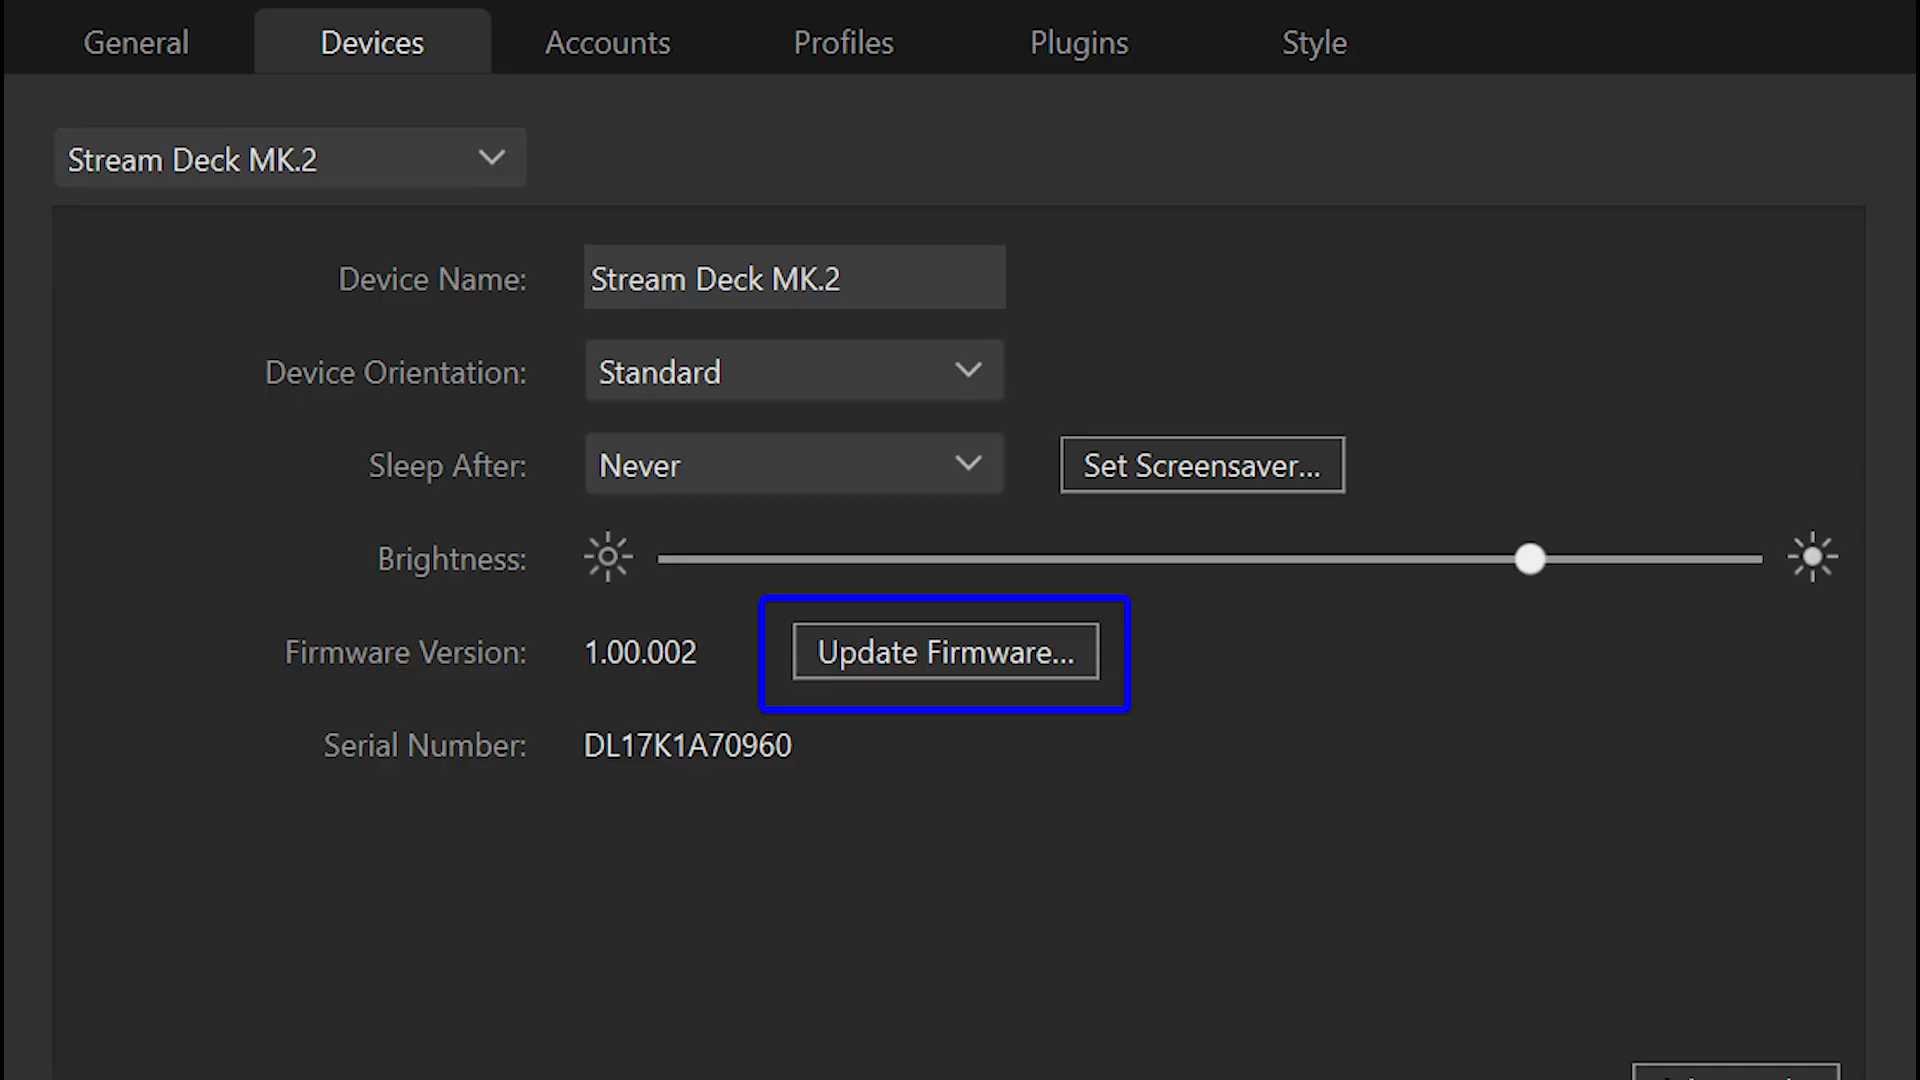 General Devices Accounts Profiles Plugins Style
Stream Deck MK.2
Device Name: Stream Deck MK.2
Device Orientation: Standard
Sleep After: Never Set Screensaver...
Brightness:
Firmware Version: 1.00.002 Update Firmware...
Serial Number: DL17K1A70960